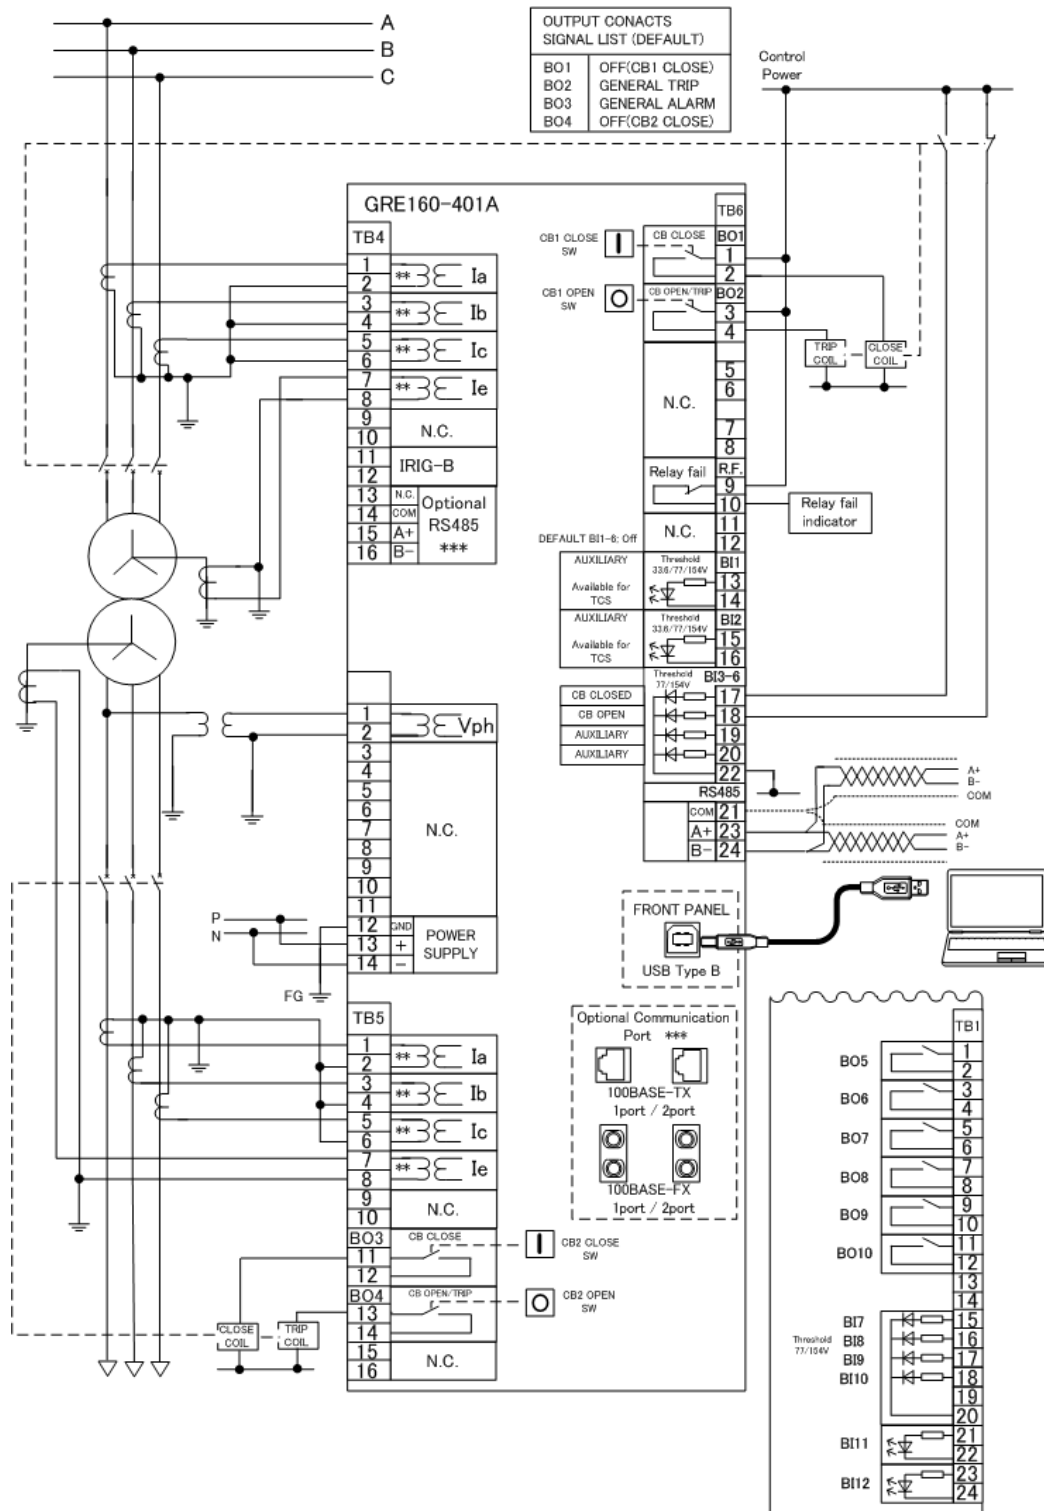 A
B
C
OUTPUT CONACTS
SIGNAL LIST (DEFAULT)
BO1 OFF(CB1 CLOSE)
BO2 GENERAL TRIP
BO3 GENERAL ALARM
BO4 OFF(CB2 CLOSE)
Control
Power
GRE160-401A
TB4
1
2
** Ia
3
4
** Ib
5
6
** Ic
7
8
** Ie
9
10
N.C.
11
12
IRIG-B
13 N.C.
14 COM
15 A+
16 B-
Optional
RS485
***
1
2
Vph
3
4
5
6
7
8
9
10
11
N.C.
P
N
12 GND
13 +
14 -
POWER
SUPPLY
FG
TB5
1
2
** Ia
3
4
** Ib
5
6
** Ic
7
8
** Ie
9
10
N.C.
BO3 CB CLOSE
11
12
CB2 CLOSE
SW
BO4 CB OPEN/TRIP
13
14
CB2 OPEN
SW
15
16
N.C.
CLOSE
COIL
TRIP
COIL
TB6
CB1 CLOSE
SW
CB CLOSE BO1
1
2
CB1 OPEN
SW
CB OPEN/TRIP BO2
3
4
TRIP
COIL
CLOSE
COIL
5
6
N.C.
7
8
Relay fail R.F.
9
10
Relay fail
indicator
11
12
N.C.
DEFAULT BI1-6: Off
AUXILIARY
Available for
TCS
Threshold
33.6/77/154V
BI1
13
14
AUXILIARY
Available for
TCS
Threshold
33.6/77/154V
BI2
15
16
Threshold
77/154V
BI3-6
CB CLOSED 17
CB OPEN 18
AUXILIARY 19
AUXILIARY 20
22
RS485
COM 21
A+ 23
B- 24
A+
B-
COM
COM
A+
B-
FRONT PANEL
USB Type B
Optional Communication
Port ***
100BASE-TX
1port / 2port
100BASE-FX
1port / 2port
TB1
BO5
1
2
BO6
3
4
BO7
5
6
BO8
7
8
BO9
9
10
BO10
11
12
13
14
Threshold
77/154V
BI7 15
BI8 16
BI9 17
BI10 18
19
20
BI11
21
22
BI12
23
24